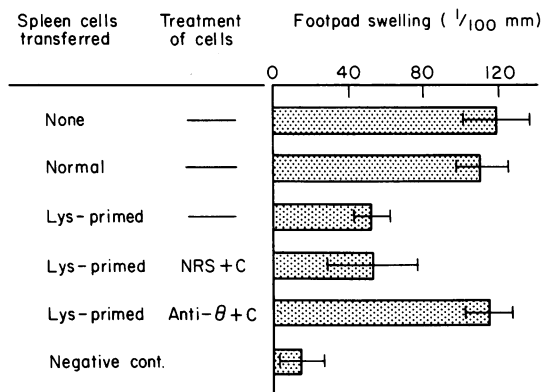 Spleen cells transferred
Treatment of cells
Footpad swelling ( 1/100 mm)
0 40 80 120
None ——
Normal ——
Lys-primed ——
Lys-primed NRS+C
Lys-primed Anti-θ+C
Negative cont.